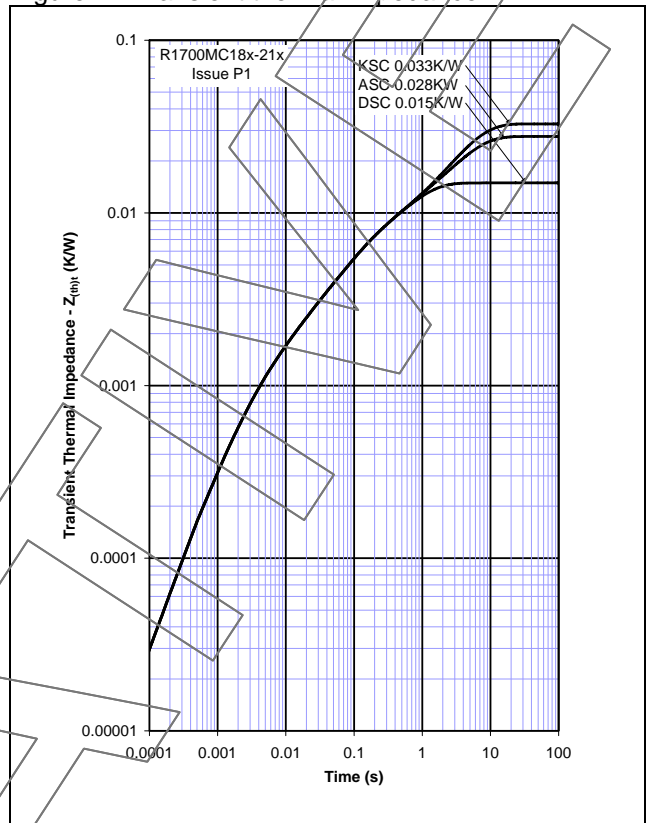 R1700MC18x-21x
Issue P1
KSC 0.033K/W
ASC 0.028KW
DSC 0.015K/W
0.1
0.01
0.001
0.0001
0.00001
Transient Thermal Impedance - Z(th)t (K/W)
0.0001 0.001 0.01 0.1 1 10 100
Time (s)